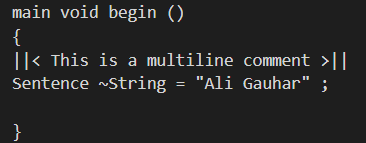 main void begin ()
{
||< This is a multiline comment >||
Sentence ~String = "Ali Gauhar" ;
}